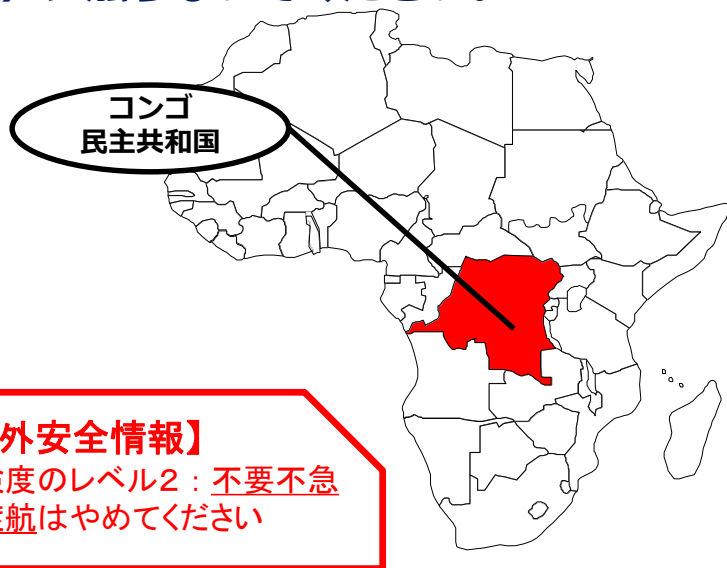 コンゴ
民主共和国
外安全情報】
度のレベル2：不要不急
航はやめてください